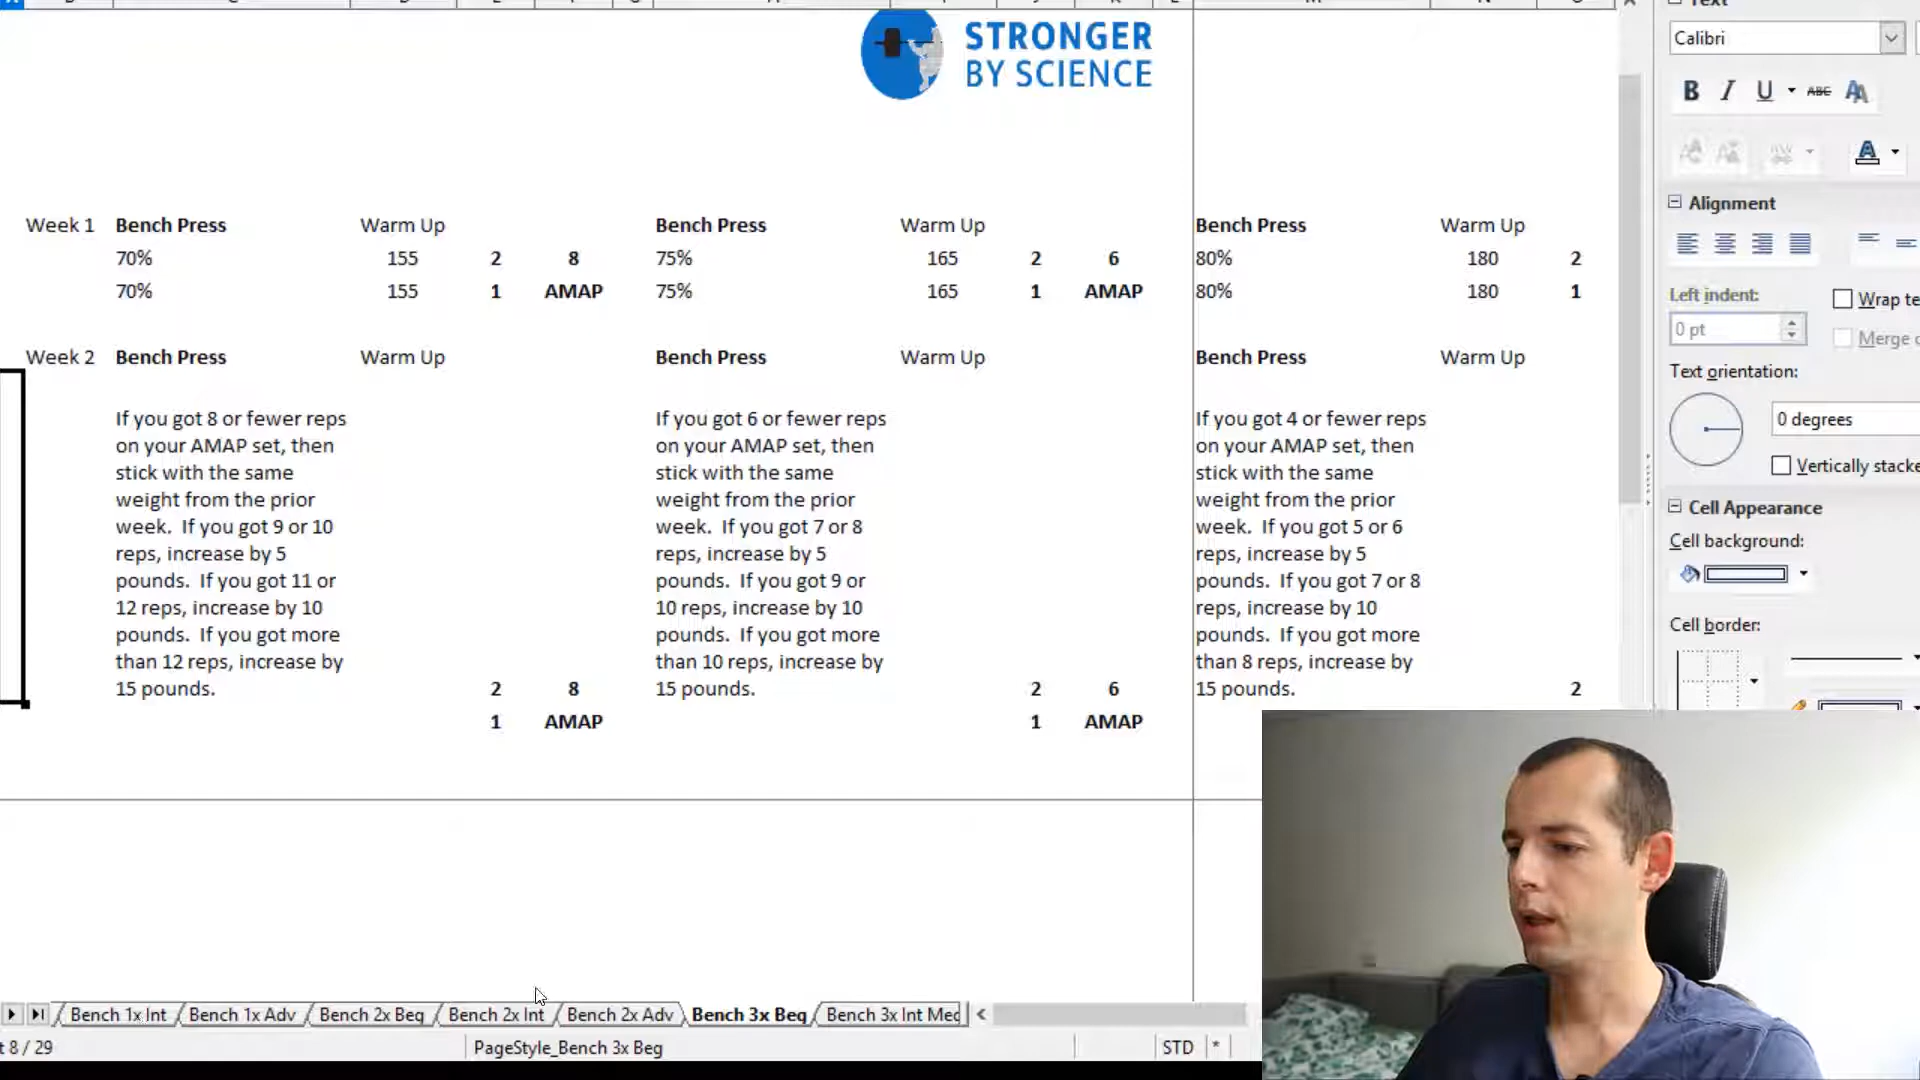 STRONGER
BY SCIENCE
Week 1 Bench Press Warm Up Bench Press Warm Up Bench Press Warm Up
70% 155 2 8 75% 165 2 6 80% 180 2
70% 155 1 AMAP 75% 165 1 AMAP 80% 180 1
Week 2 Bench Press Warm Up Bench Press Warm Up Bench Press Warm Up
If you got 8 or fewer reps
on your AMAP set, then
stick with the same
weight from the prior
week. If you got 9 or 10
reps, increase by 5
pounds. If you got 11 or
12 reps, increase by 10
pounds. If you got more
than 12 reps, increase by
15 pounds.
2 8
1 AMAP
If you got 6 or fewer reps
on your AMAP set, then
stick with the same
weight from the prior
week. If you got 7 or 8
reps, increase by 5
pounds. If you got 9 or
10 reps, increase by 10
pounds. If you got more
than 10 reps, increase by
15 pounds.
2 6
1 AMAP
If you got 4 or fewer reps
on your AMAP set, then
stick with the same
weight from the prior
week. If you got 5 or 6
reps, increase by 5
pounds. If you got 7 or 8
reps, increase by 10
pounds. If you got more
than 8 reps, increase by
15 pounds.
2
Text
Calibri
B I U ABC A
A
Alignment
Left indent:
Wrap te
0 pt
Merge c
Text orientation:
0 degrees
Vertically stacke
Cell Appearance
Cell background:
Cell border:
Bench 1x Int Bench 1x Adv Bench 2x Beg Bench 2x Int Bench 2x Adv Bench 3x Beg Bench 3x Int Med
t 8 / 29 PageStyle_Bench 3x Beg STD *